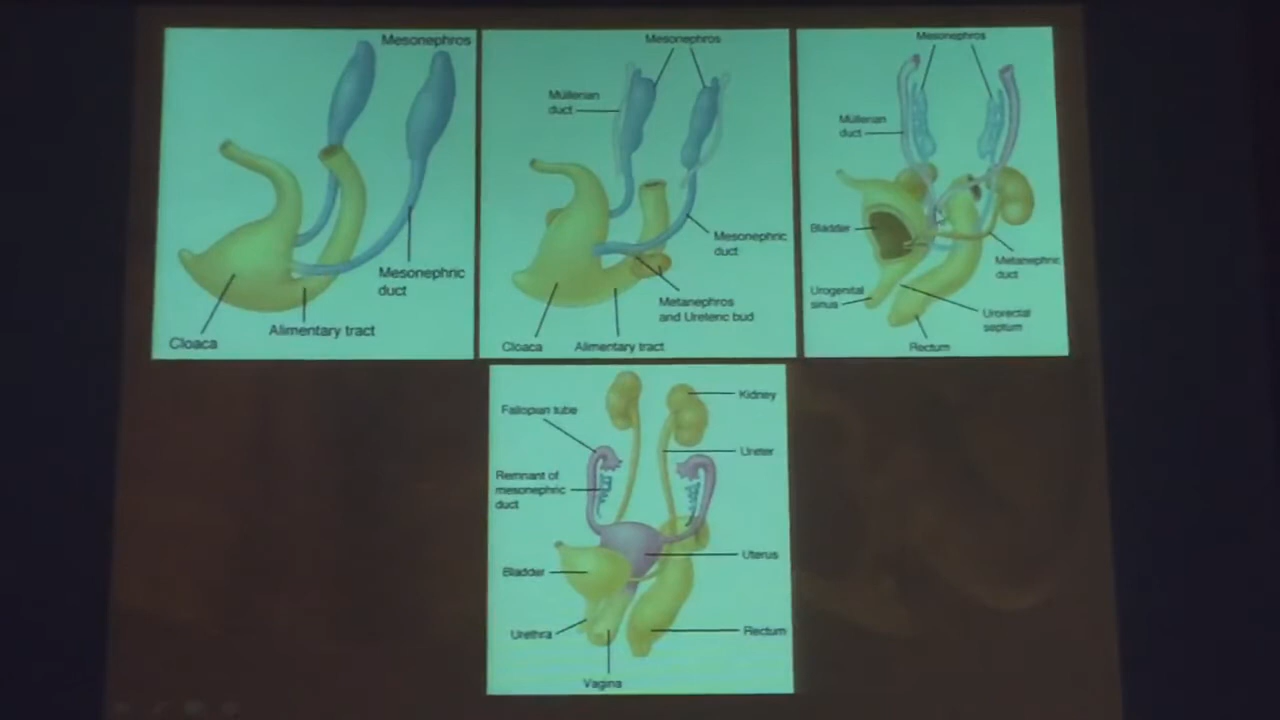 Mesonephros
Mesonephric
duct
Alimentary tract
Cloaca
Mesonephros
Müllerian
duct
Mesonephric
duct
Metanephros
and Ureteric bud
Cloaca
Alimentary tract
Mesonephros
Müllerian
duct
Bladder
Metanephric
duct
Urogenital
sinus
Urorectal
septum
Rectum
Fallopian tube
Kidney
Ureter
Remnant of
mesonephric
duct
Uterus
Bladder
Urethra
Rectum
Vagina